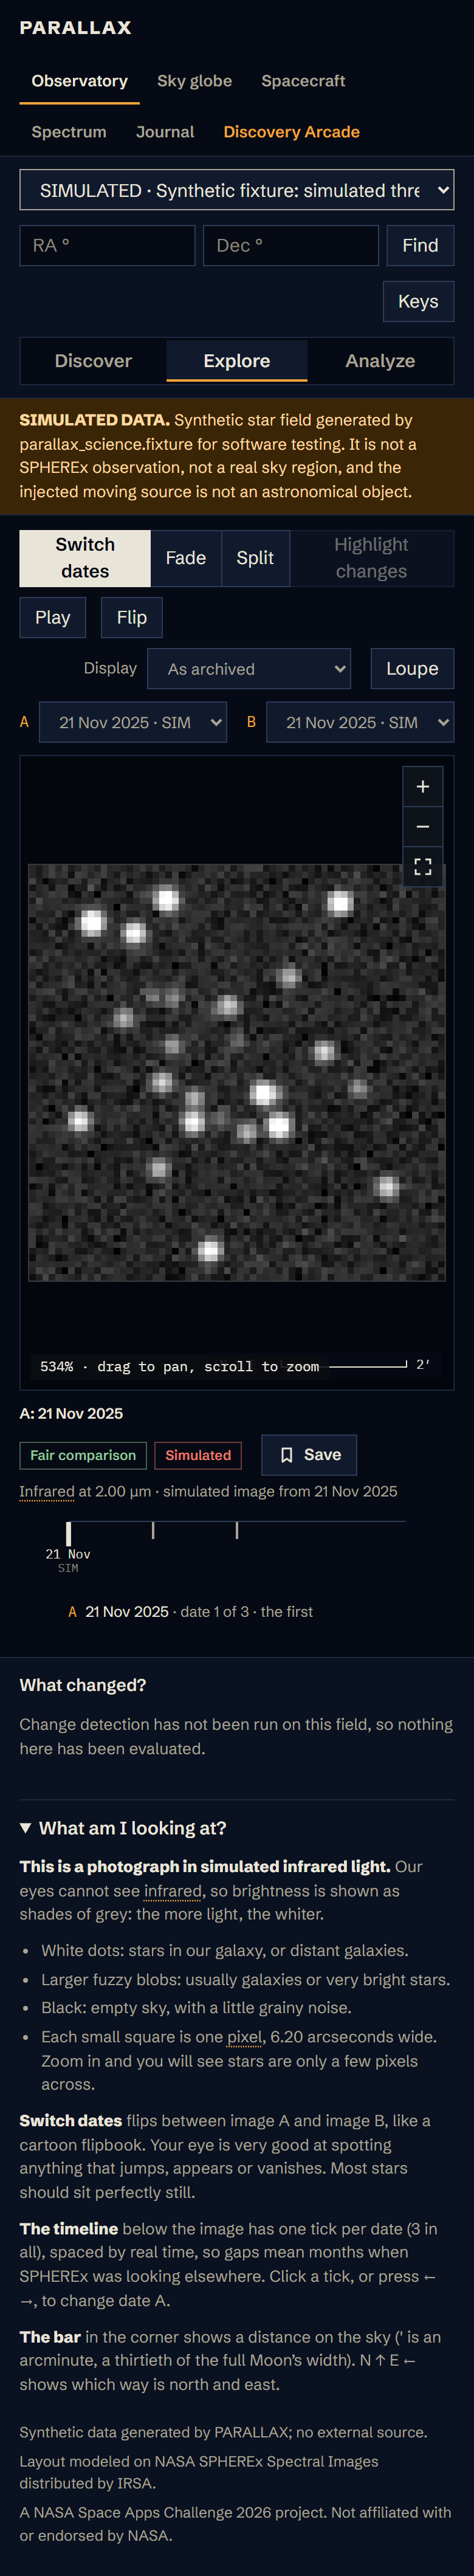 PARALLAX
Observatory
Sky globe
Spacecraft
Spectrum
Journal
Discovery Arcade
SIMULATED · Synthetic fixture: simulated thre
RA °
Dec °
Find
Keys
Discover
Explore
Analyze
SIMULATED DATA. Synthetic star field generated by
parallax_science.fixture for software testing. It is not a
SPHEREx observation, not a real sky region, and the
injected moving source is not an astronomical object.
Switch
dates
Fade
Split
Highlight
changes
Play
Flip
Display
As archived
Loupe
A
21 Nov 2025 · SIM
B
21 Nov 2025 · SIM
+
−
534% · drag to pan, scroll to zoom
2′
A: 21 Nov 2025
Fair comparison
Simulated
Save
Infrared at 2.00 µm · simulated image from 21 Nov 2025
21 Nov
SIM
A 21 Nov 2025 · date 1 of 3 · the first
What changed?
Change detection has not been run on this field, so nothing
here has been evaluated.
▼ What am I looking at?
This is a photograph in simulated infrared light. Our
eyes cannot see infrared, so brightness is shown as
shades of grey: the more light, the whiter.
• White dots: stars in our galaxy, or distant galaxies.
• Larger fuzzy blobs: usually galaxies or very bright stars.
• Black: empty sky, with a little grainy noise.
• Each small square is one pixel, 6.20 arcseconds wide.
Zoom in and you will see stars are only a few pixels
across.
Switch dates flips between image A and image B, like a
cartoon flipbook. Your eye is very good at spotting
anything that jumps, appears or vanishes. Most stars
should sit perfectly still.
The timeline below the image has one tick per date (3 in
all), spaced by real time, so gaps mean months when
SPHEREx was looking elsewhere. Click a tick, or press ←
→, to change date A.
The bar in the corner shows a distance on the sky (′ is an
arcminute, a thirtieth of the full Moon’s width). N ↑ E ←
shows which way is north and east.
Synthetic data generated by PARALLAX; no external source.
Layout modeled on NASA SPHEREx Spectral Images
distributed by IRSA.
A NASA Space Apps Challenge 2026 project. Not affiliated with
or endorsed by NASA.